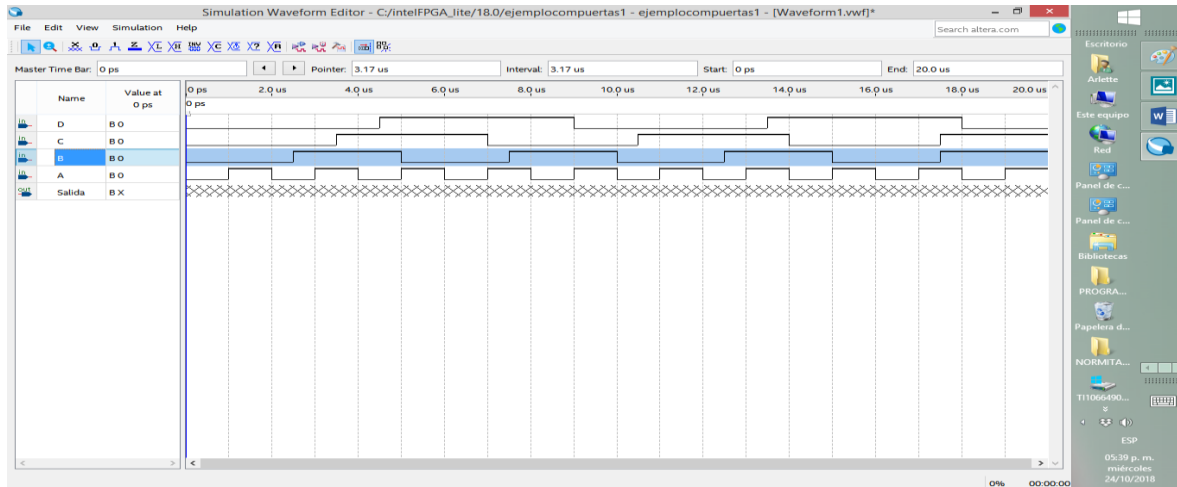 Simulation Waveform Editor - C:/intelFPGA_lite/18.0/ejemplocompuertas1 - ejemplocompuertas1 - [Waveform1.vwf]*
File Edit View Simulation Help
Search altera.com
Master Time Bar: 0 ps
Pointer: 3.17 us
Interval: 3.17 us
Start: 0 ps
End: 20.0 us
Name
Value at
0 ps
0 ps 2.0 us 4.0 us 6.0 us 8.0 us 10.0 us 12.0 us 14.0 us 16.0 us 18.0 us 20.0 us
0 ps
D B 0
C B 0
B B 0
A B 0
Salida B X
0% 00:00:00
Escritorio
Arlette
Este equipo
Red
Panel de c...
Panel de c...
Bibliotecas
PROGRA...
Papelera d...
NORMITA...
TI1066490...
ESP
05:39 p. m.
miércoles
24/10/2018